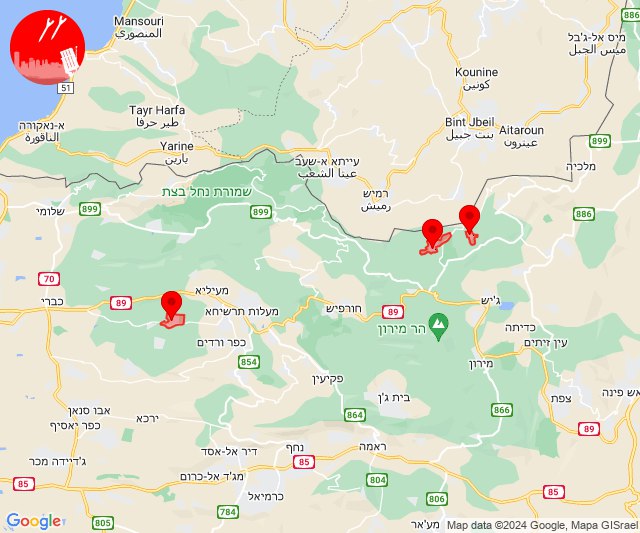 Mansouri
المنصوري
מיס אל-ג'בל
ميس الجبل
886
Kounine
كونين
51
Tayr Harfa
طير حرفا
Bint Jbeil
بنت جبيل
Aitaroun
عيترون
א-נאקורה
الناقورة
899
Yarine
يارين
עייתא א-שעב
عيتا الشعب
מלכיה
שמורת נחל בצת
רמיש
رميش
שלומי
899
899
886
70
כברי
89
מעיליא
מעלות תרשיחא
חורפיש
89
ג'יש
הר מירון
כדיתה
עין זיתים
כפר ורדים
854
מירון
פקיעין
בית ג'ן
צפת
ראש פינה
אבו סנאן
כפר יאסיף
ירכא
864
866
89
ג'דיידה מכר
דיר אל-אסד
נחף
ראמה
מג'ד אל-כרום
85
85
804
כרמיאל
806
85
805
784
מע'אר
Google
Map data ©2024 Google, Mapa GISrael